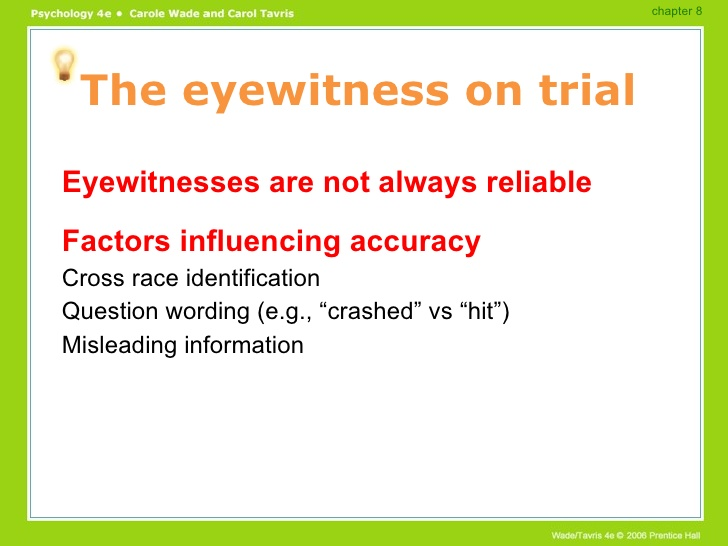 Psychology 4e ● Carole Wade and Carol Tavris
chapter 8
The eyewitness on trial
Eyewitnesses are not always reliable
Factors influencing accuracy
Cross race identification
Question wording (e.g., “crashed” vs “hit”)
Misleading information
Wade/Tavris 4e © 2006 Prentice Hall